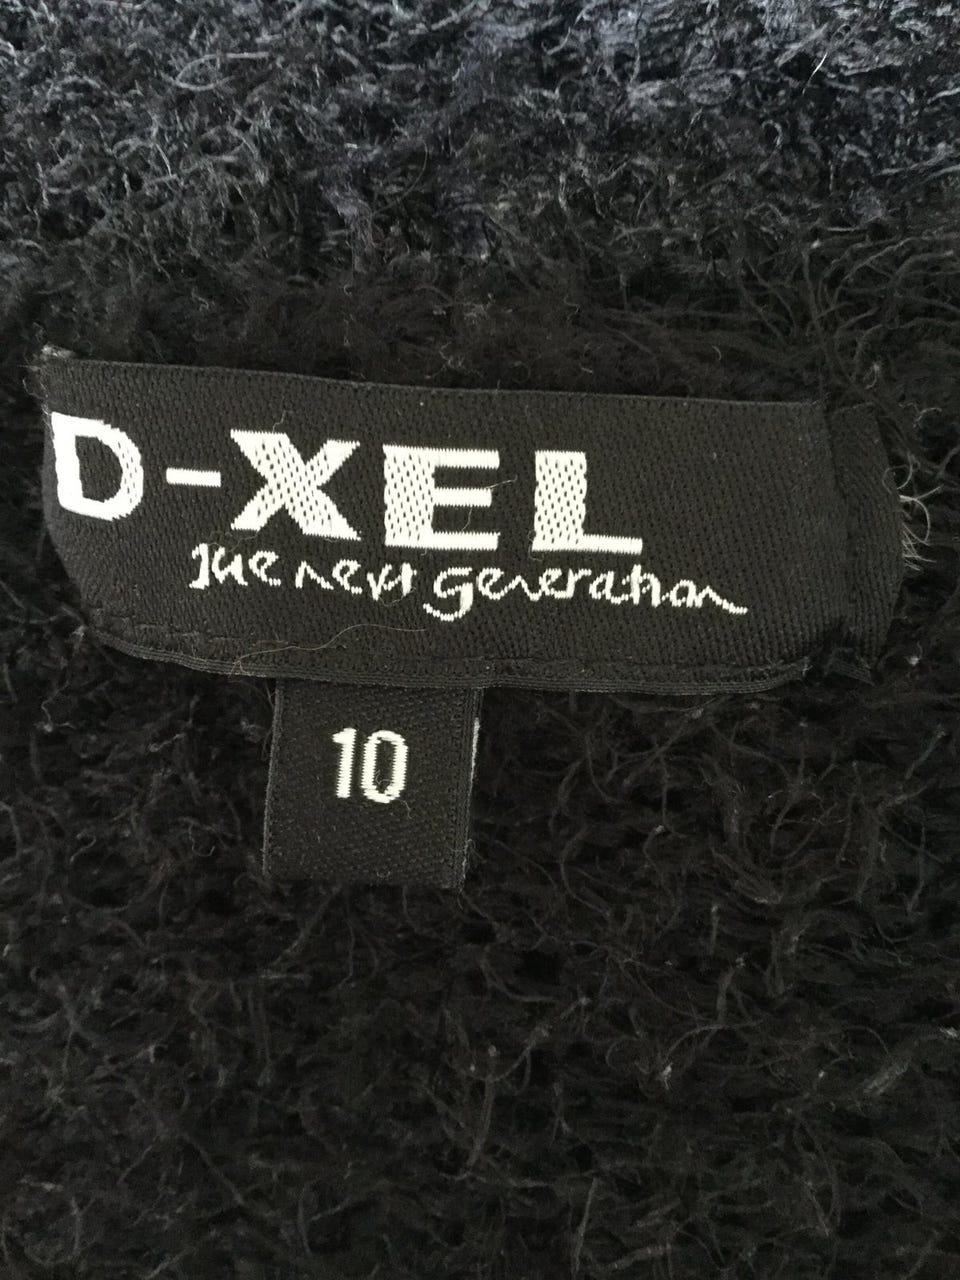 D-XEL
The next generation
10